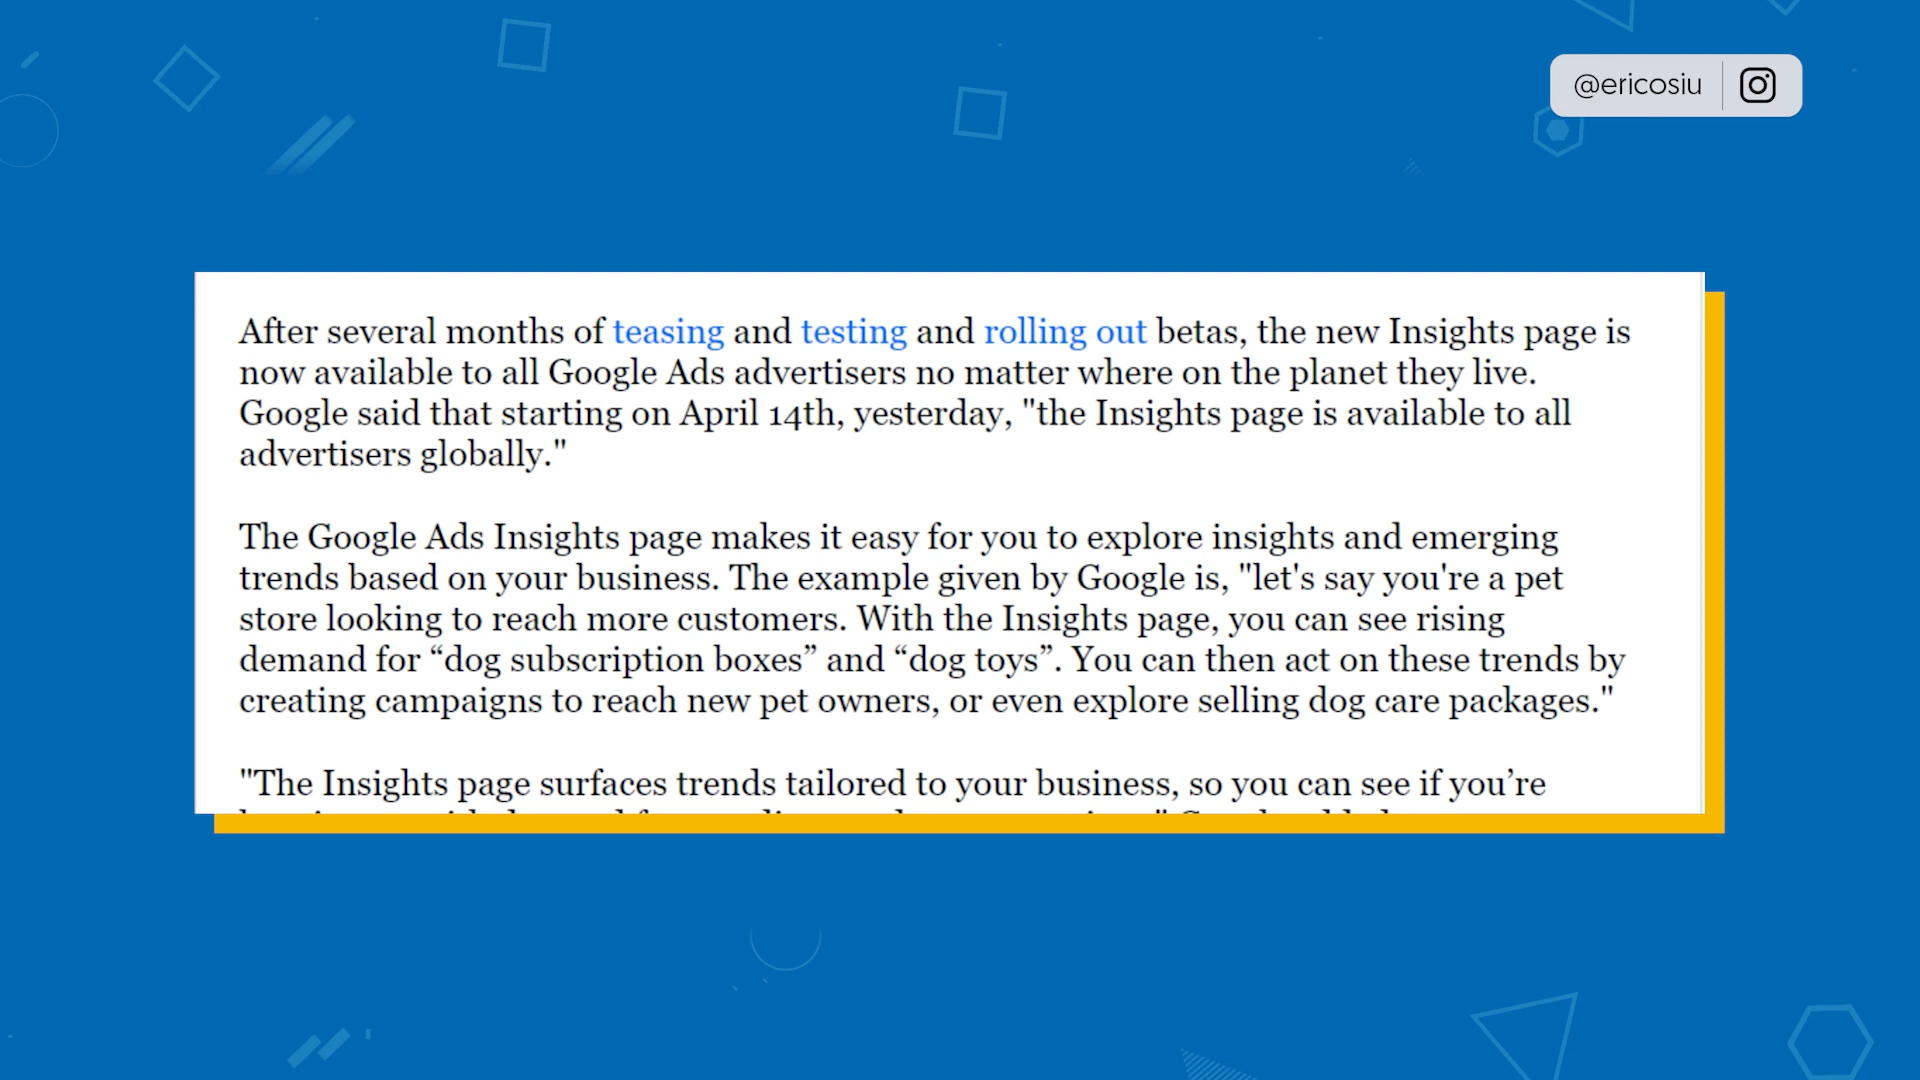 @ericosiu
After several months of teasing and testing and rolling out betas, the new Insights page is
now available to all Google Ads advertisers no matter where on the planet they live.
Google said that starting on April 14th, yesterday, "the Insights page is available to all
advertisers globally."
The Google Ads Insights page makes it easy for you to explore insights and emerging
trends based on your business. The example given by Google is, "let's say you're a pet
store looking to reach more customers. With the Insights page, you can see rising
demand for “dog subscription boxes” and “dog toys”. You can then act on these trends by
creating campaigns to reach new pet owners, or even explore selling dog care packages."
"The Insights page surfaces trends tailored to your business, so you can see if you’re